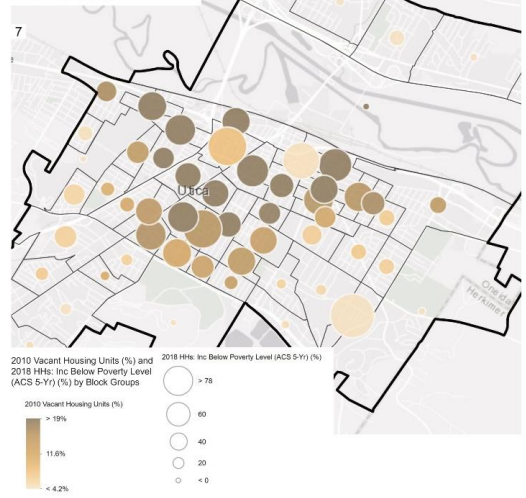 7
Utica
Oneida
Herkimer
2010 Vacant Housing Units (%) and
2018 HHs: Inc Below Poverty Level
(ACS 5-Yr) (%) by Block Groups
2010 Vacant Housing Units (%)
> 19%
11.6%
< 4.2%
2018 HHs: Inc Below Poverty Level (ACS 5-Yr) (%)
> 78
60
40
20
< 0